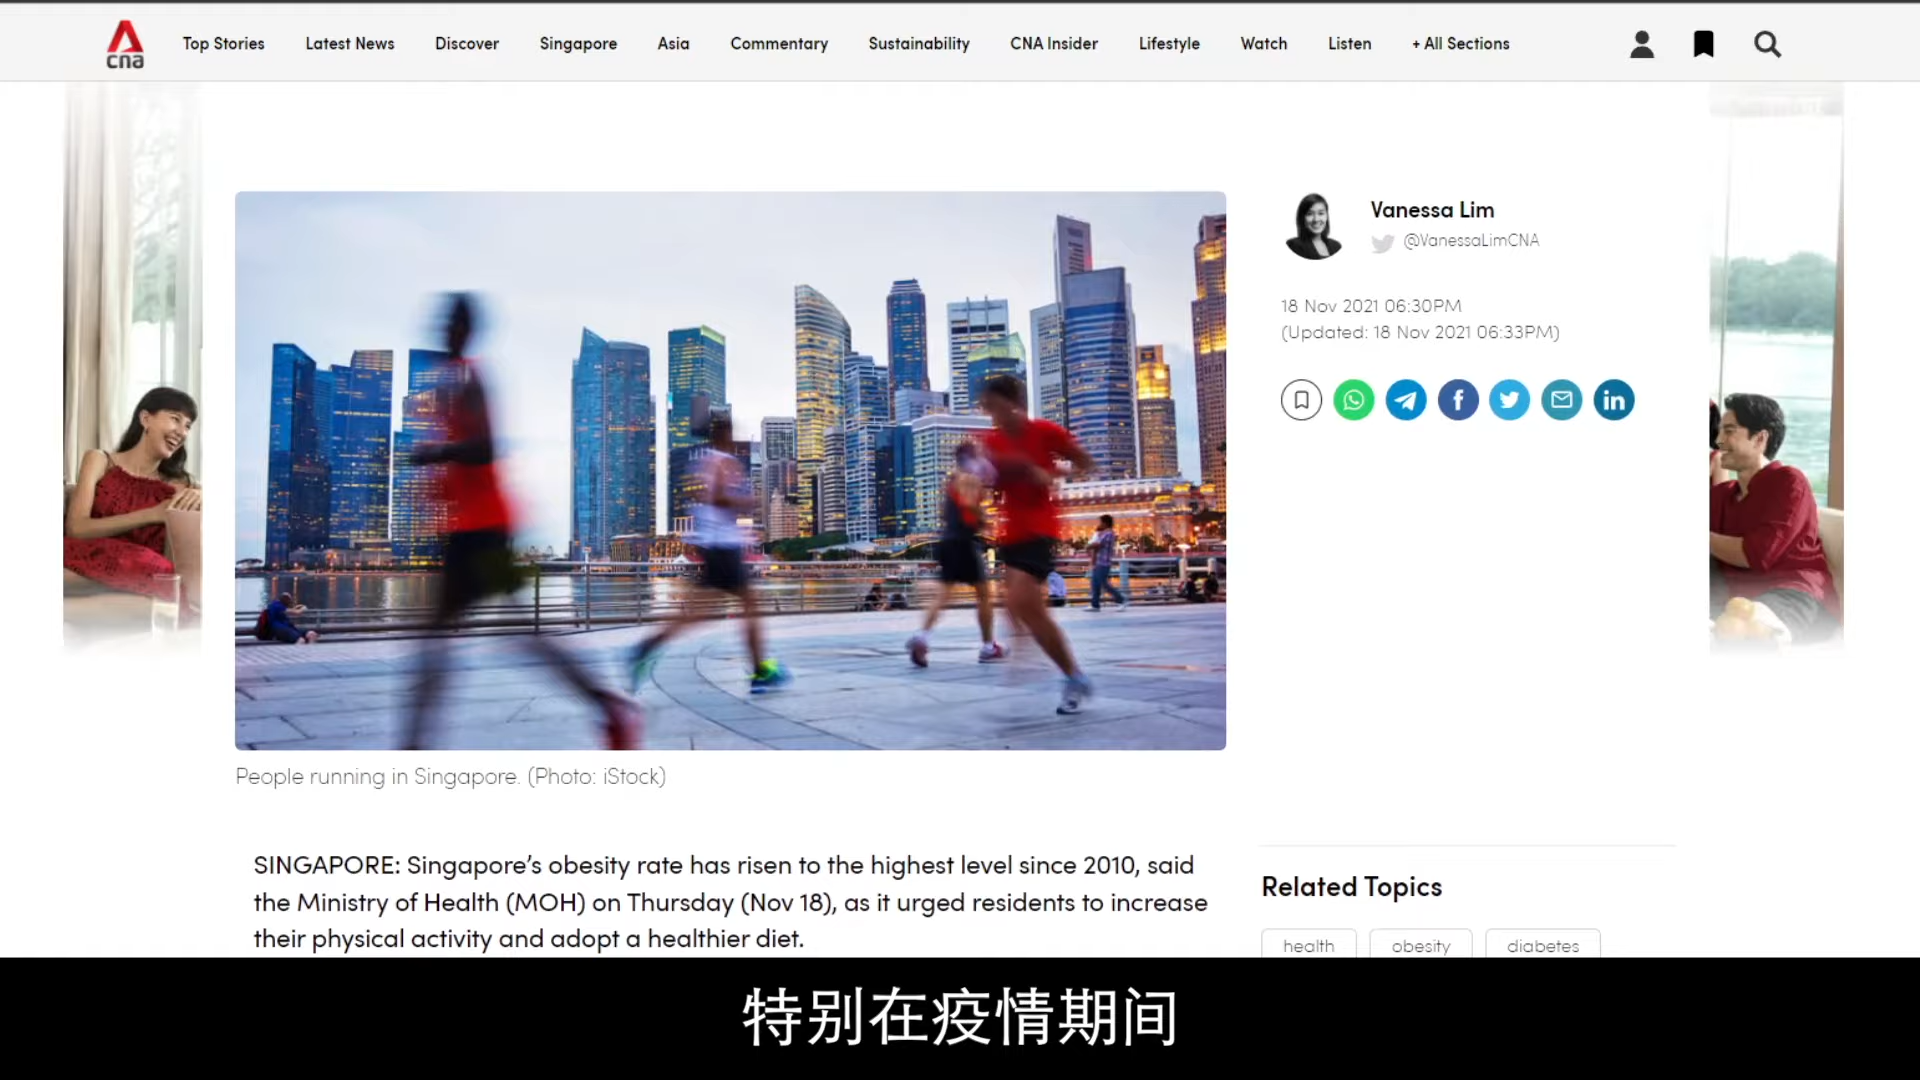 cna
Top Stories
Latest News
Discover
Singapore
Asia
Commentary
Sustainability
CNA Insider
Lifestyle
Watch
Listen
+ All Sections
Vanessa Lim
@VanessaLimCNA
18 Nov 2021 06:30PM
(Updated: 18 Nov 2021 06:33PM)
People running in Singapore. (Photo: iStock)
SINGAPORE: Singapore’s obesity rate has risen to the highest level since 2010, said
the Ministry of Health (MOH) on Thursday (Nov 18), as it urged residents to increase
their physical activity and adopt a healthier diet.
Related Topics
health
obesity
diabetes
特别在疫情期间